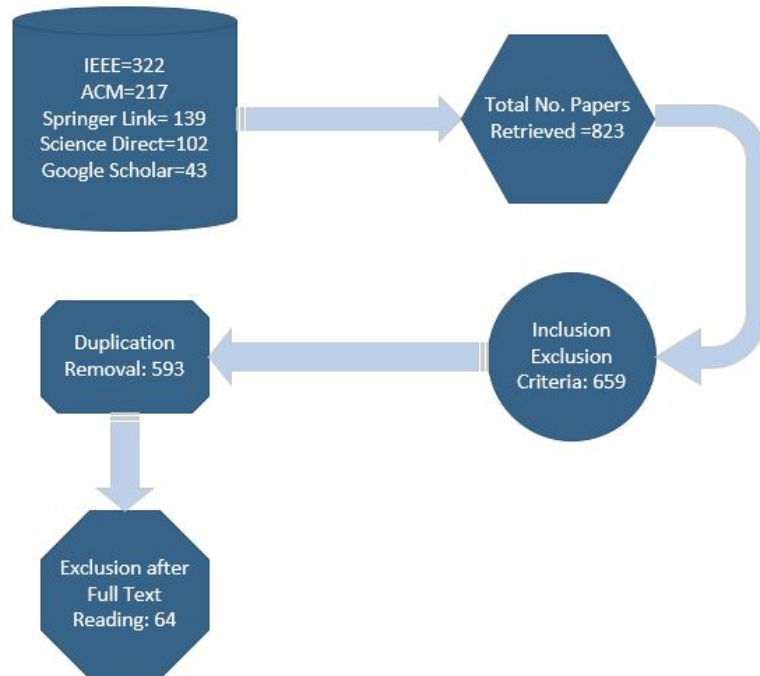 IEEE=322
ACM=217
Springer Link= 139
Science Direct=102
Google Scholar=43
Total No. Papers
Retrieved =823
Inclusion
Exclusion
Criteria: 659
Duplication
Removal: 593
Exclusion after
Full Text
Reading: 64